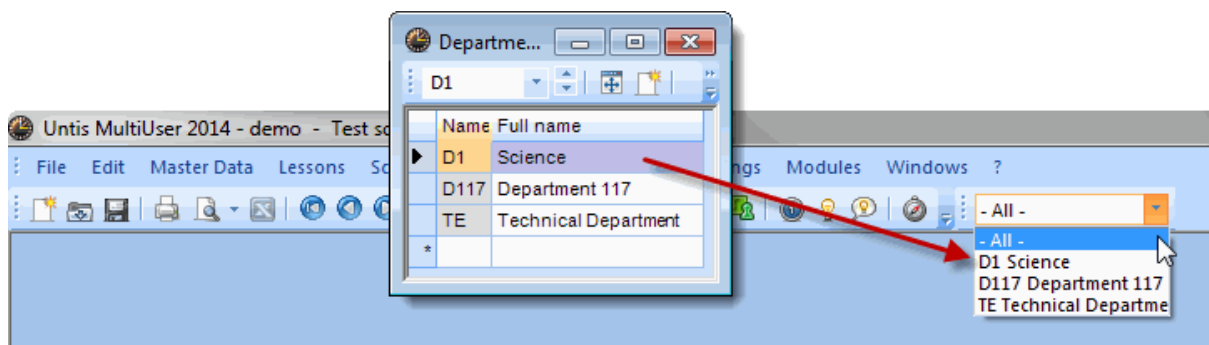 Departme...
D1
Name Full name
D1 Science
D117 Department 117
TE Technical Department
*
Untis MultiUser 2014 - demo - Test sc
File Edit Master Data Lessons Sc
ngs Modules Windows ?
- All -
- All -
D1 Science
D117 Department 117
TE Technical Departme